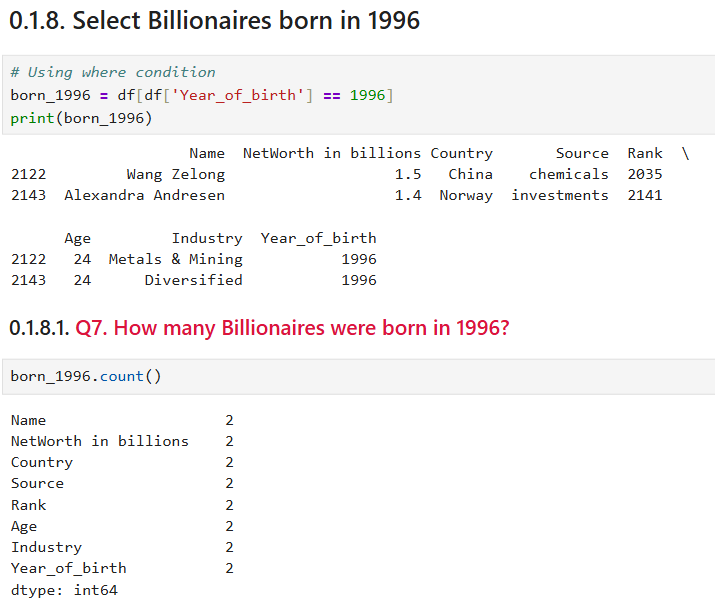 0.1.8. Select Billionaires born in 1996
# Using where condition
born_1996 = df[df['Year_of_birth'] == 1996]
print(born_1996)
                     Name  NetWorth in billions Country       Source  Rank  \
2122          Wang Zelong                   1.5   China    chemicals  2035
2143  Alexandra Andresen                   1.4  Norway  investments  2141
      Age         Industry  Year_of_birth
2122   24  Metals & Mining           1996
2143   24      Diversified           1996
0.1.8.1. Q7. How many Billionaires were born in 1996?
born_1996.count()
Name                    2
NetWorth in billions    2
Country                 2
Source                  2
Rank                    2
Age                     2
Industry                2
Year_of_birth           2
dtype: int64